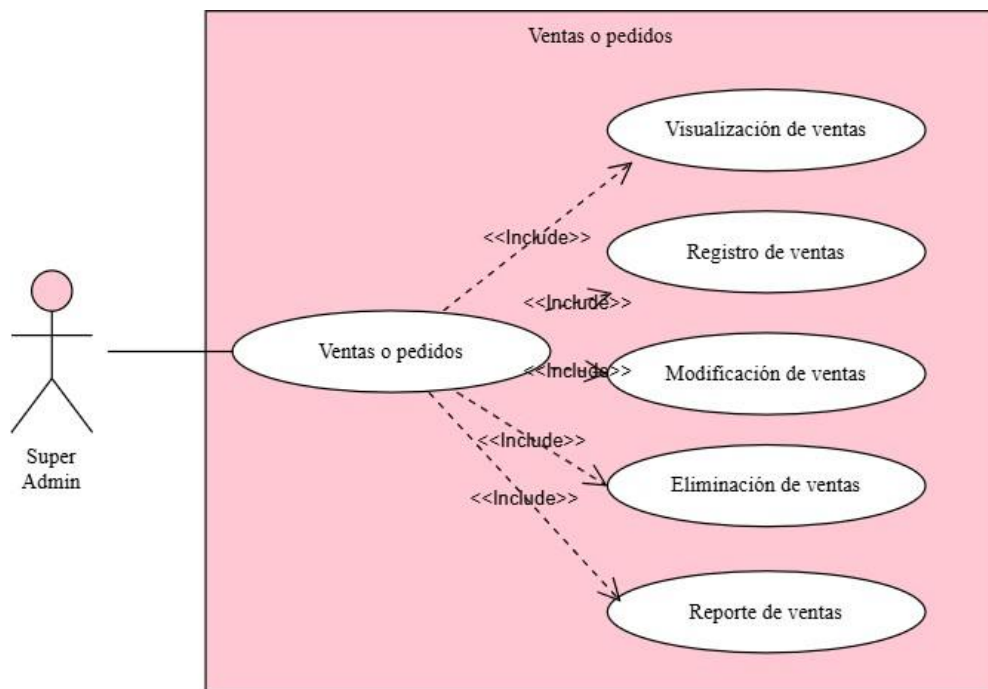 Ventas o pedidos
Visualización de ventas
<<Include>>
Registro de ventas
<<Include>>
Ventas o pedidos
<<Include>>
Modificación de ventas
<<Include>>
Eliminación de ventas
<<Include>>
Reporte de ventas
Super
Admin